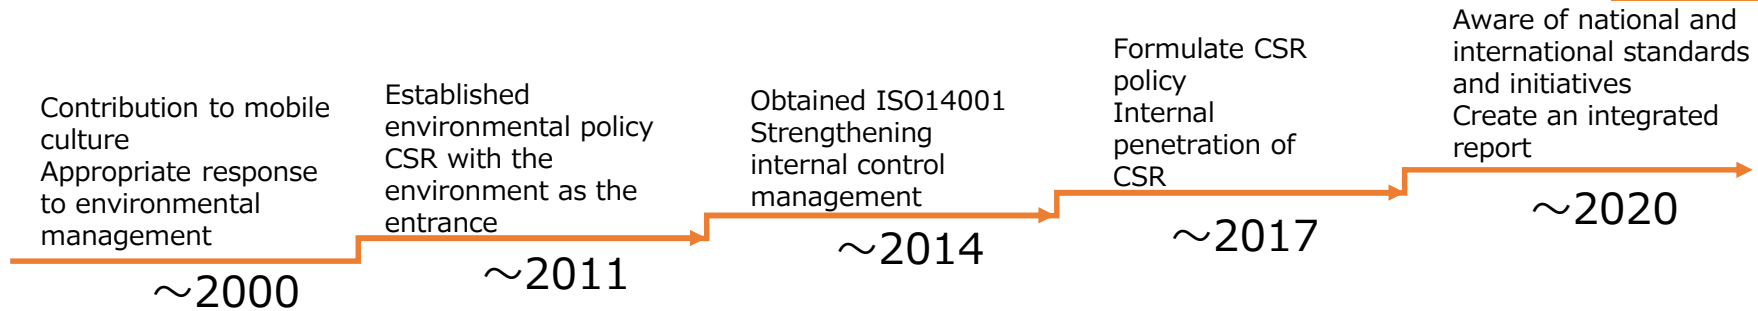 Contribution to mobile
culture
Appropriate response
to environmental
management
～2000
Established
environmental policy
CSR with the
environment as the
entrance
～2011
Obtained ISO14001
Strengthening
internal control
management
～2014
Formulate CSR
policy
Internal
penetration of
CSR
～2017
Aware of national and
international standards
and initiatives
Create an integrated
report
～2020